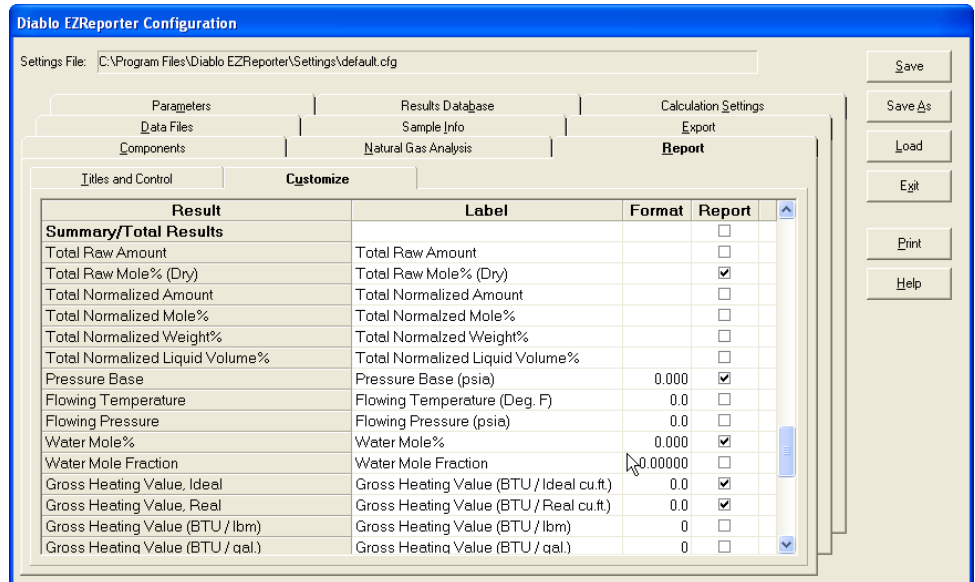 Diablo EZReporter Configuration
Settings File: C:\Program Files\Diablo EZReporter\Settings\default.cfg
Save
Parameters Results Database Calculation Settings Save As
Data Files Sample Info Export
Components Natural Gas Analysis Report Load
Titles and Control Customize Exit
Result Label Format Report
Summary/Total Results
Total Raw Amount Total Raw Amount
Print
Total Raw Mole% (Dry) Total Raw Mole% (Dry)
Help
Total Normalized Amount Total Normalized Amount
Total Normalized Mole% Total Normalzed Mole%
Total Normalized Weight% Total Normalzed Weight%
Total Normalized Liquid Volume% Total Normalzed Liquid Volume%
Pressure Base Pressure Base (psia) 0.000
Flowing Temperature Flowing Temperature (Deg. F) 0.0
Flowing Pressure Flowing Pressure (psia) 0.0
Water Mole% Water Mole% 0.000
Water Mole Fraction Water Mole Fraction 0.00000
Gross Heating Value, Ideal Gross Heating Value (BTU / Ideal cu.ft.) 0.0
Gross Heating Value, Real Gross Heating Value (BTU / Real cu.ft.) 0.0
Gross Heating Value (BTU / lbm) Gross Heating Value (BTU / lbm) 0
Gross Heating Value (BTU / gal.) Gross Heating Value (BTU / gal.) 0